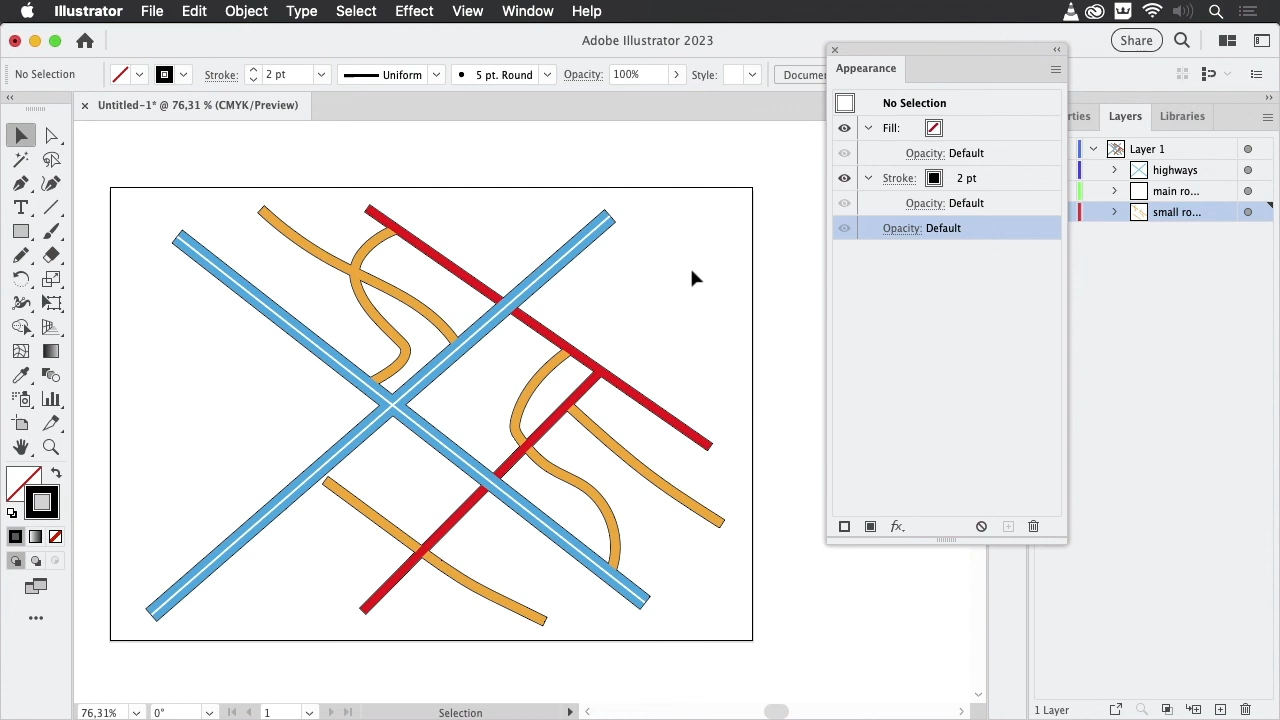 Illustrator File Edit Object Type Select Effect View Window Help
Adobe Illustrator 2023
Share
No Selection
Stroke:
2 pt
Uniform
5 pt. Round
Opacity:
100%
Style:
Docume
Untitled-1* @ 76,31 % (CMYK/Preview)
Appearance
No Selection
Fill:
Opacity: Default
Stroke:
2 pt
Opacity: Default
Opacity: Default
fx.
rties
Layers
Libraries
Layer 1
highways
main ro...
small ro...
76,31%
0°
1
Selection
1 Layer